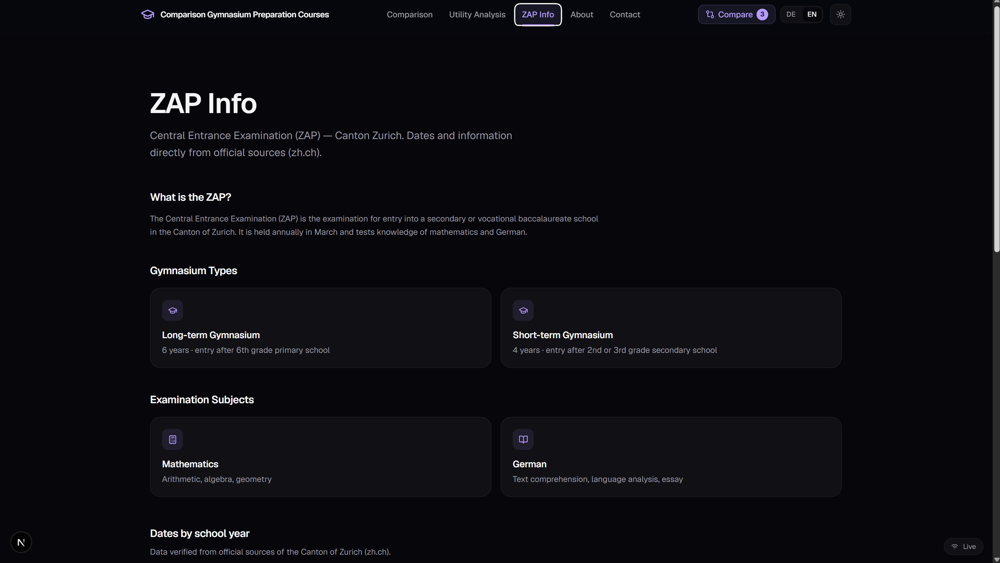 Comparison Gymnasium Preparation Courses
Comparison
Utility Analysis
ZAP Info
About
Contact
Compare 3
DE
EN
ZAP Info
Central Entrance Examination (ZAP) — Canton Zurich. Dates and information
directly from official sources (zh.ch).
What is the ZAP?
The Central Entrance Examination (ZAP) is the examination for entry into a secondary or vocational baccalaureate school
in the Canton of Zurich. It is held annually in March and tests knowledge of mathematics and German.
Gymnasium Types
Long-term Gymnasium
6 years · entry after 6th grade primary school
Short-term Gymnasium
4 years · entry after 2nd or 3rd grade secondary school
Examination Subjects
Mathematics
Arithmetic, algebra, geometry
German
Text comprehension, language analysis, essay
Dates by school year
Data verified from official sources of the Canton of Zurich (zh.ch).
N
Live